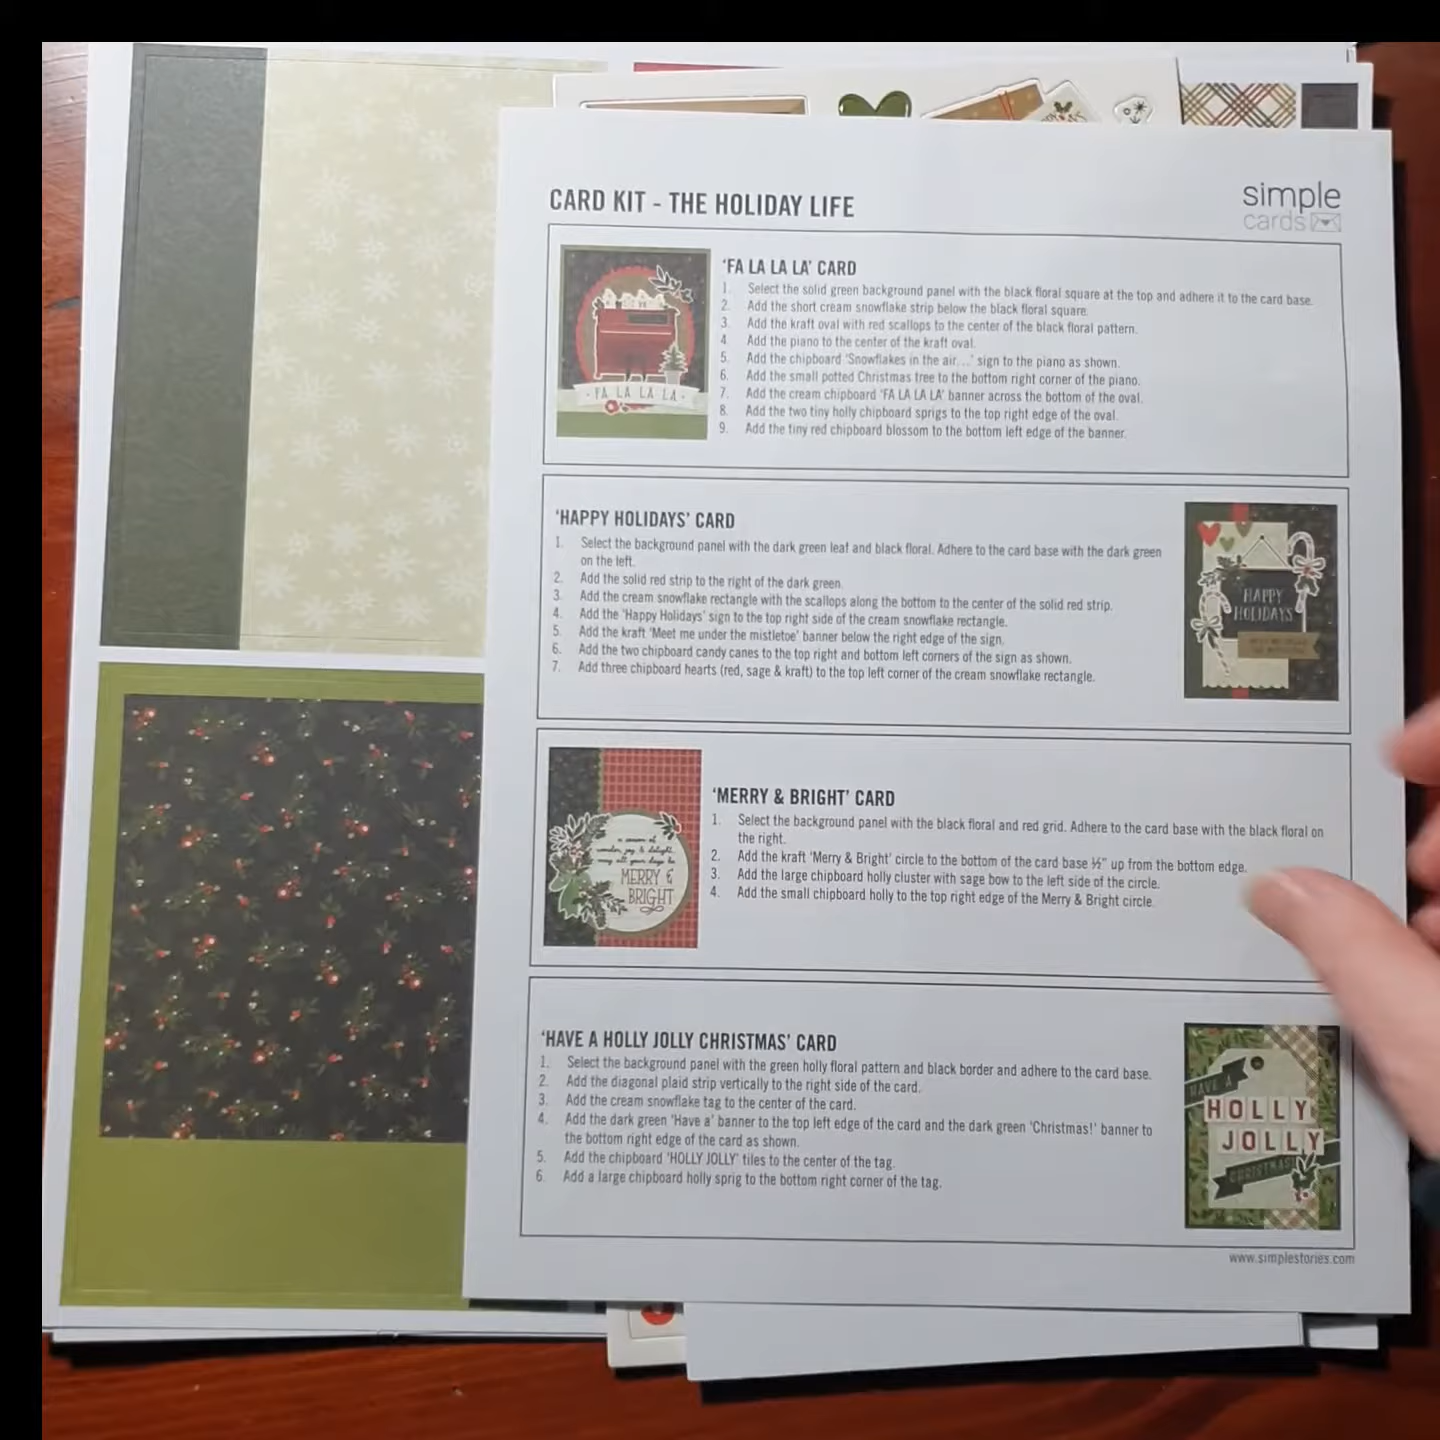 CARD KIT - THE HOLIDAY LIFE
simple
cards
'FA LA LA LA' CARD
1. Select the solid green background panel with the black floral square at the top and adhere it to the card base.
2. Add the short cream snowflake strip below the black floral square.
3. Add the kraft oval with red scallops to the center of the black floral pattern.
4. Add the piano to the center of the kraft oval.
5. Add the chipboard 'Snowflakes in the air...' sign to the piano as shown.
6. Add the small potted Christmas tree to the bottom right corner of the piano.
7. Add the cream chipboard 'FA LA LA LA' banner across the bottom of the oval.
8. Add the two tiny holly chipboard sprigs to the top right edge of the oval.
9. Add the tiny red chipboard blossom to the bottom left edge of the banner.
· FA LA LA LA ·
'HAPPY HOLIDAYS' CARD
1. Select the background panel with the dark green leaf and black floral. Adhere to the card base with the dark green
on the left.
2. Add the solid red strip to the right of the dark green.
3. Add the cream snowflake rectangle with the scallops along the bottom to the center of the solid red strip.
4. Add the 'Happy Holidays' sign to the top right side of the cream snowflake rectangle.
5. Add the kraft 'Meet me under the mistletoe' banner below the right edge of the sign.
6. Add the two chipboard candy canes to the top right and bottom left corners of the sign as shown.
7. Add three chipboard hearts (red, sage & kraft) to the top left corner of the cream snowflake rectangle.
HAPPY
HOLIDAYS
'MERRY & BRIGHT' CARD
1. Select the background panel with the black floral and red grid. Adhere to the card base with the black floral on
the right.
2. Add the kraft 'Merry & Bright' circle to the bottom of the card base ½" up from the bottom edge.
3. Add the large chipboard holly cluster with sage bow to the left side of the circle.
4. Add the small chipboard holly to the top right edge of the Merry & Bright circle.
a season of
wonder, joy & delight
may all your days be
MERRY &
BRIGHT
'HAVE A HOLLY JOLLY CHRISTMAS' CARD
1. Select the background panel with the green holly floral pattern and black border and adhere to the card base.
2. Add the diagonal plaid strip vertically to the right side of the card.
3. Add the cream snowflake tag to the center of the card.
4. Add the dark green 'Have a' banner to the top left edge of the card and the dark green 'Christmas!' banner to
the bottom right edge of the card as shown.
5. Add the chipboard 'HOLLY JOLLY' tiles to the center of the tag.
6. Add a large chipboard holly sprig to the bottom right corner of the tag.
HAVE A
HOLLY
JOLLY
CHRISTMAS
www.simplestories.com